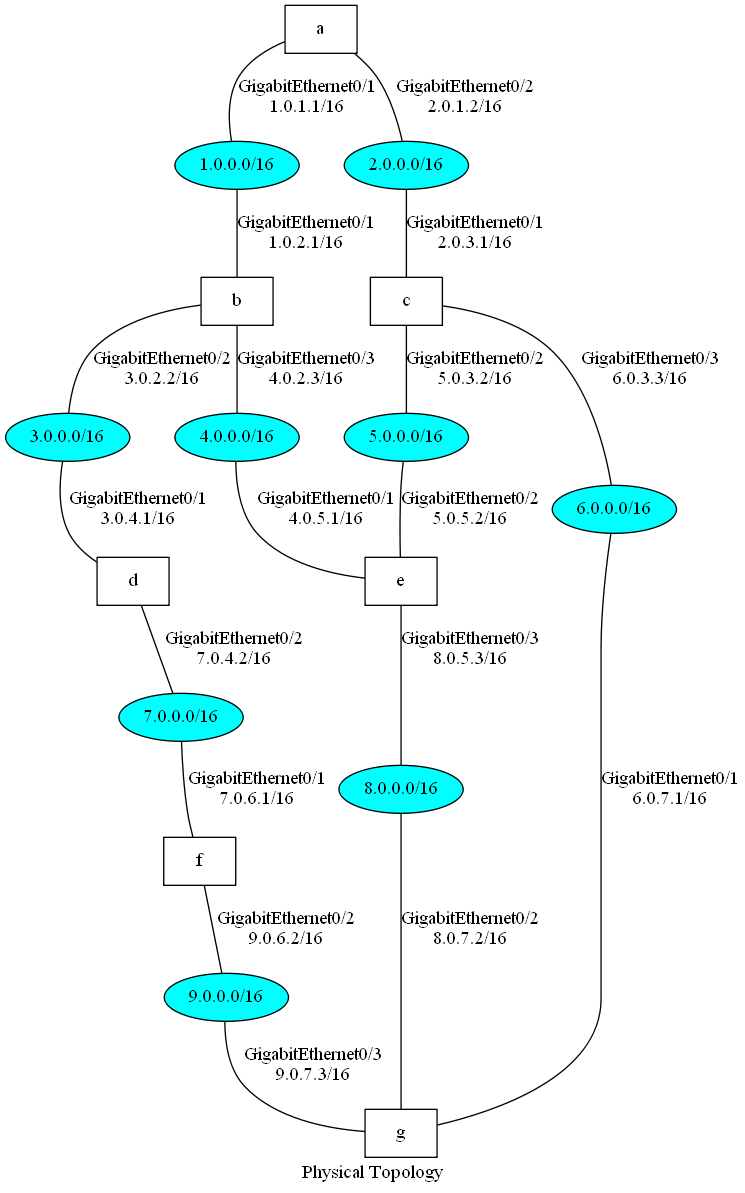 a
GigabitEthernet0/1
1.0.1.1/16
GigabitEthernet0/2
2.0.1.2/16
1.0.0.0/16
2.0.0.0/16
GigabitEthernet0/1
1.0.2.1/16
GigabitEthernet0/1
2.0.3.1/16
b
c
GigabitEthernet0/2
3.0.2.2/16
GigabitEthernet0/3
4.0.2.3/16
GigabitEthernet0/2
5.0.3.2/16
GigabitEthernet0/3
6.0.3.3/16
3.0.0.0/16
4.0.0.0/16
5.0.0.0/16
6.0.0.0/16
GigabitEthernet0/1
3.0.4.1/16
GigabitEthernet0/1
4.0.5.1/16
GigabitEthernet0/2
5.0.5.2/16
d
e
GigabitEthernet0/2
7.0.4.2/16
GigabitEthernet0/3
8.0.5.3/16
7.0.0.0/16
8.0.0.0/16
GigabitEthernet0/1
7.0.6.1/16
GigabitEthernet0/1
6.0.7.1/16
f
GigabitEthernet0/2
9.0.6.2/16
GigabitEthernet0/2
8.0.7.2/16
9.0.0.0/16
GigabitEthernet0/3
9.0.7.3/16
g
Physical Topology